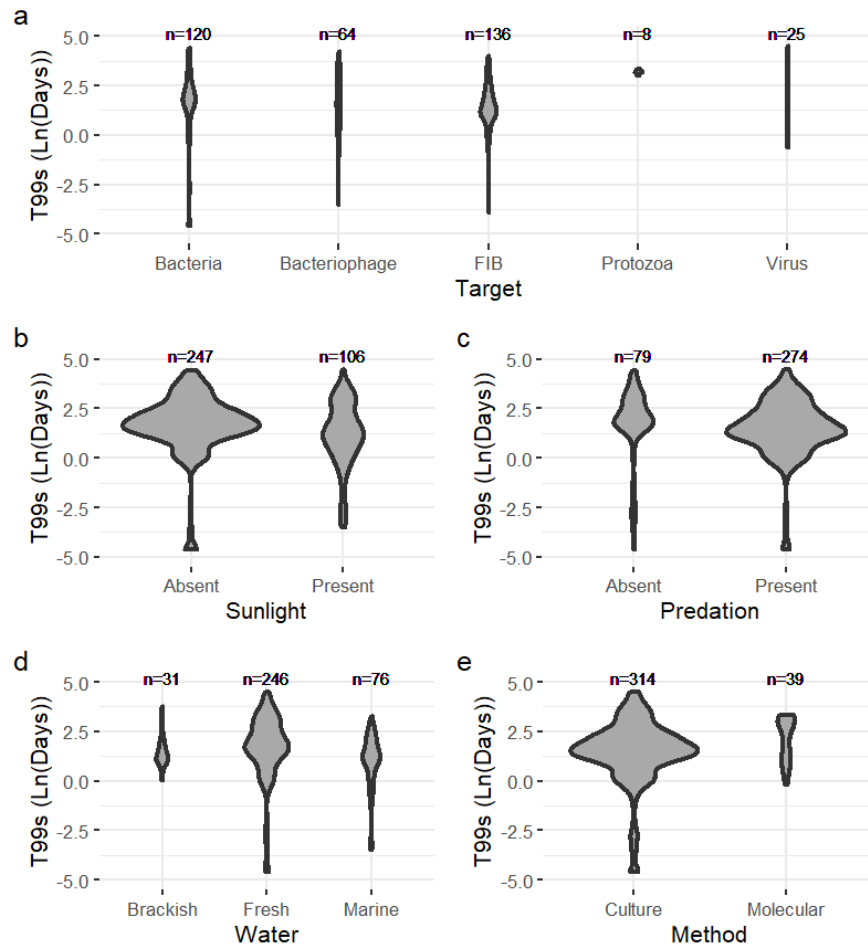 a
n=120 n=64 n=136 n=8 n=25
T99s (Ln(Days))
5.0
2.5
0.0
-2.5
-5.0
Bacteria Bacteriophage FIB Protozoa Virus
Target
b
n=247 n=106
T99s (Ln(Days))
5.0
2.5
0.0
-2.5
-5.0
Absent Present
Sunlight
c
n=79 n=274
T99s (Ln(Days))
5.0
2.5
0.0
-2.5
-5.0
Absent Present
Predation
d
n=31 n=246 n=76
T99s (Ln(Days))
5.0
2.5
0.0
-2.5
-5.0
Brackish Fresh Marine
Water
e
n=314 n=39
T99s (Ln(Days))
5.0
2.5
0.0
-2.5
-5.0
Culture Molecular
Method